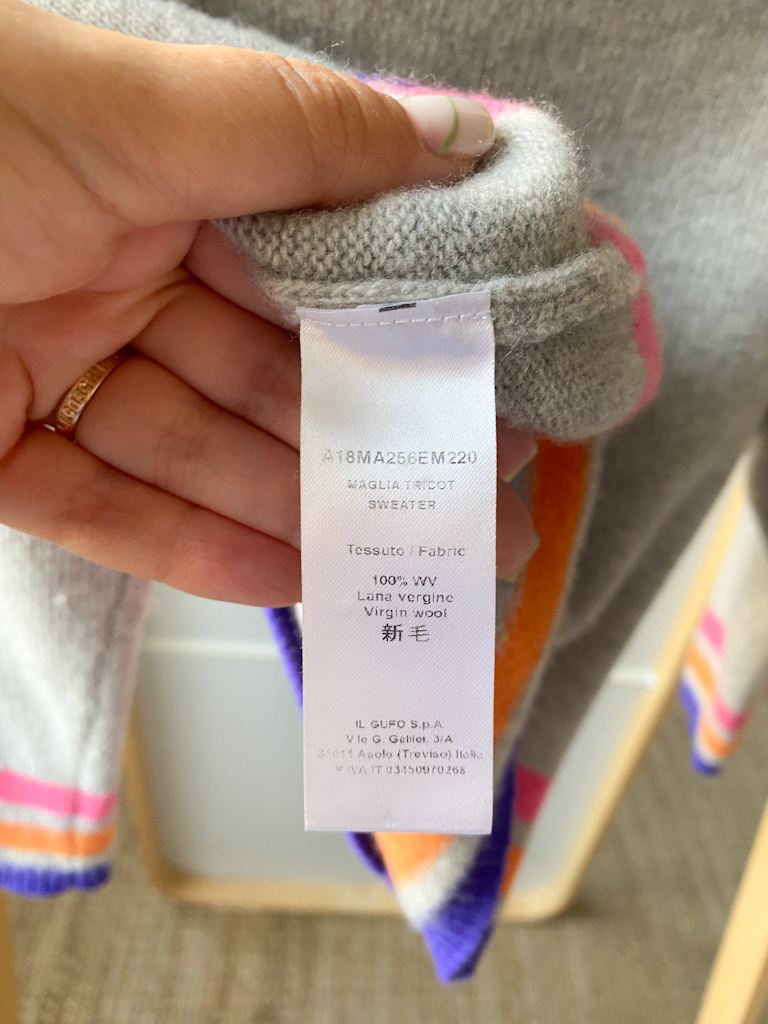 A18MA256EM220
MAGLIA TRICOT
SWEATER
Tessuto / Fabric
100% WV
Lana vergine
Virgin wool
新毛
IL GUFO S.p.A.
V.le G. Galilei, 3/A
31011 Asolo (Treviso) Italia
P.IVA.IT 03450970268